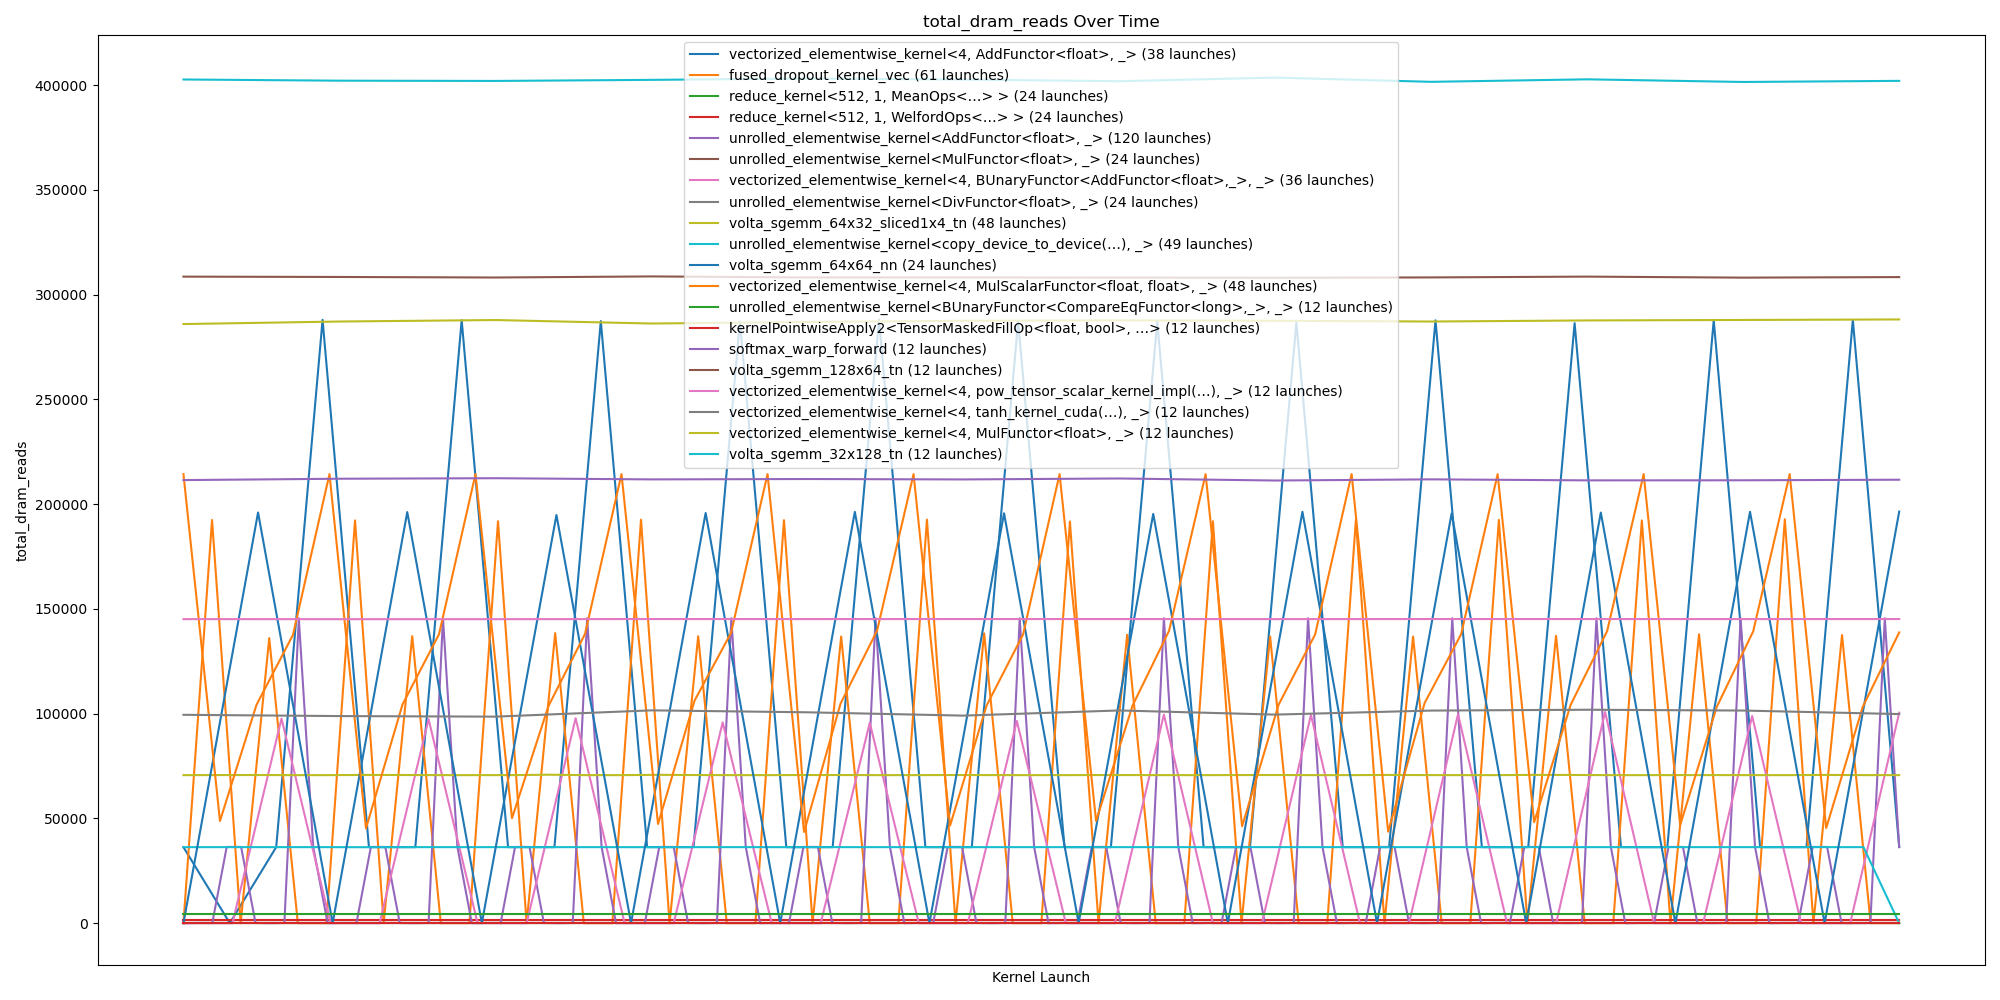 total_dram_reads Over Time
vectorized_elementwise_kernel<4, AddFunctor<float>, _> (38 launches)
fused_dropout_kernel_vec (61 launches)
reduce_kernel<512, 1, MeanOps<...> > (24 launches)
reduce_kernel<512, 1, WelfordOps<...> > (24 launches)
unrolled_elementwise_kernel<AddFunctor<float>, _> (120 launches)
unrolled_elementwise_kernel<MulFunctor<float>, _> (24 launches)
vectorized_elementwise_kernel<4, BUnaryFunctor<AddFunctor<float>,_>, _> (36 launches)
unrolled_elementwise_kernel<DivFunctor<float>, _> (24 launches)
volta_sgemm_64x32_sliced1x4_tn (48 launches)
unrolled_elementwise_kernel<copy_device_to_device(...), _> (49 launches)
volta_sgemm_64x64_nn (24 launches)
vectorized_elementwise_kernel<4, MulScalarFunctor<float, float>, _> (48 launches)
unrolled_elementwise_kernel<BUnaryFunctor<CompareEqFunctor<long>,_>, _> (12 launches)
kernelPointwiseApply2<TensorMaskedFillOp<float, bool>, ...> (12 launches)
softmax_warp_forward (12 launches)
volta_sgemm_128x64_tn (12 launches)
vectorized_elementwise_kernel<4, pow_tensor_scalar_kernel_impl(...), _> (12 launches)
vectorized_elementwise_kernel<4, tanh_kernel_cuda(...), _> (12 launches)
vectorized_elementwise_kernel<4, MulFunctor<float>, _> (12 launches)
volta_sgemm_32x128_tn (12 launches)
400000
350000
300000
250000
200000
150000
100000
50000
0
total_dram_reads
Kernel Launch